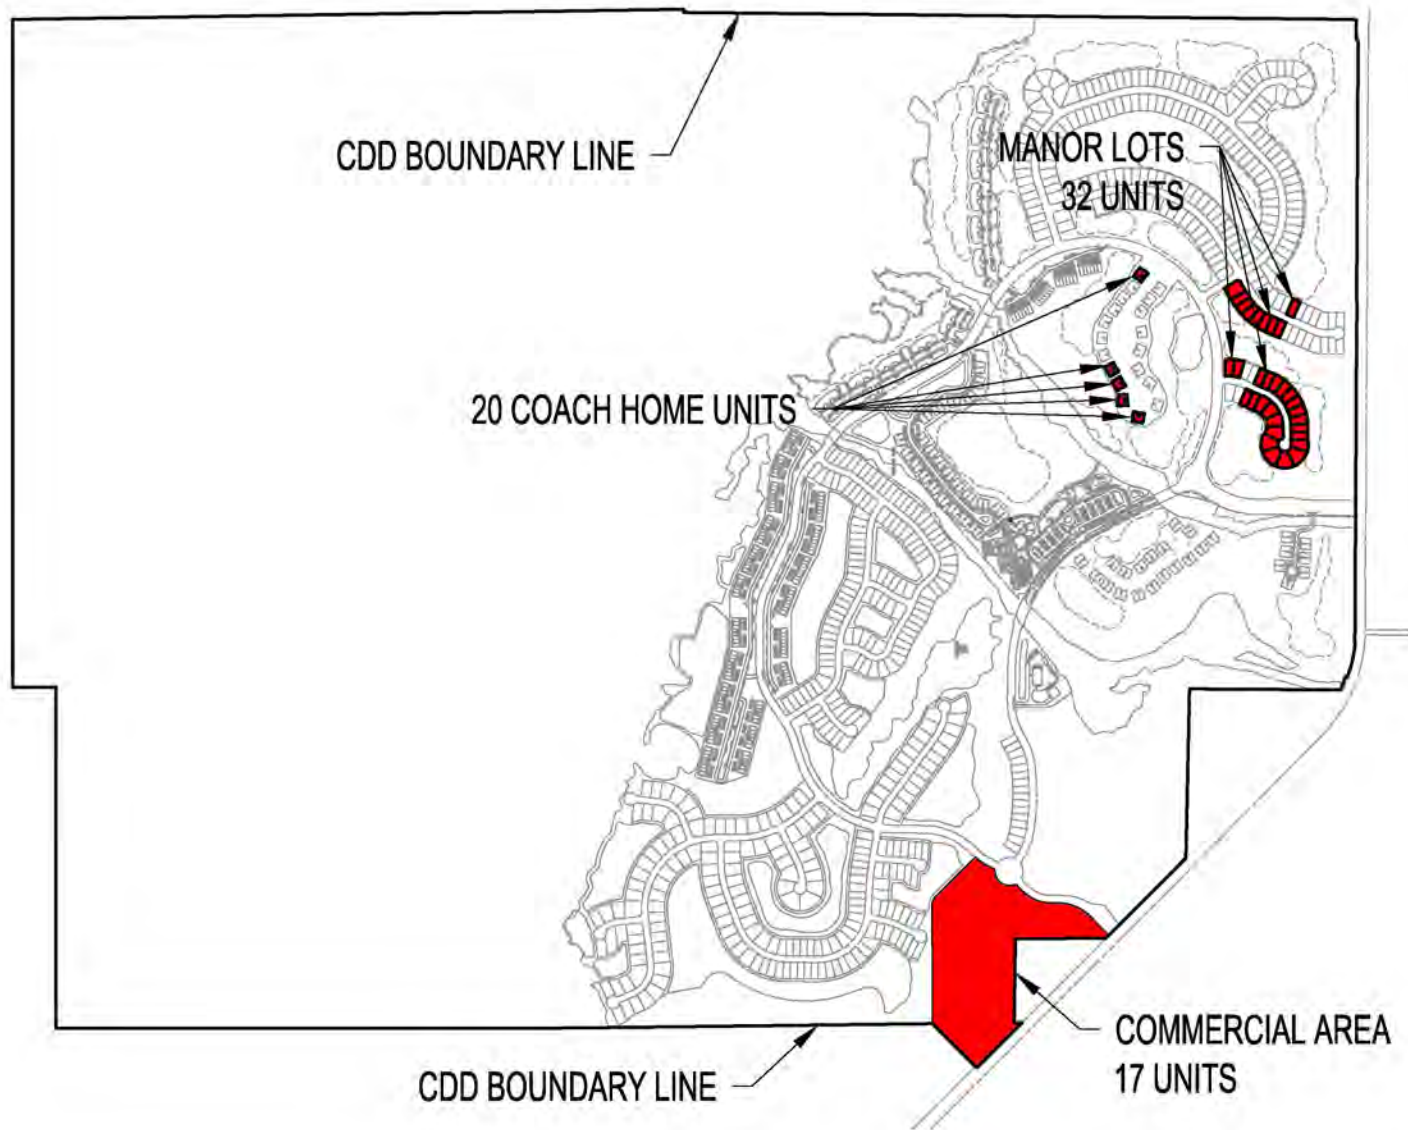 CDD BOUNDARY LINE
MANOR LOTS
32 UNITS
20 COACH HOME UNITS
COMMERCIAL AREA
17 UNITS
CDD BOUNDARY LINE